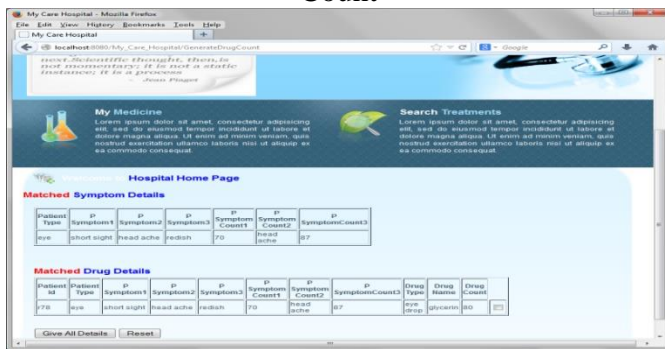 Count
My Care Hospital - Mozilla Firefox
File Edit View History Bookmarks Tools Help
My Care Hospital +
localhost:8080/My_Care_Hospital/GenerateDrugCount
Google
next.Scientific thought, then,is
not momentary; it is not a static
instance; it is a process
- Jean Piaget
My Medicine
Lorem ipsum dolor sit amet, consectetur adipisicing
elit, sed do eiusmod tempor incididunt ut labore et
dolore magna aliqua. Ut enim ad minim veniam, quis
nostrud exercitation ullamco laboris nisi ut aliquip ex
ea commodo consequat.
Search Treatments
Lorem ipsum dolor sit amet, consectetur adipisicing
elit, sed do eiusmod tempor incididunt ut labore et
dolore magna aliqua. Ut enim ad minim veniam, quis
nostrud exercitation ullamco laboris nisi ut aliquip ex
ea commodo consequat.
Welcome to Hospital Home Page
Matched Symptom Details
Patient Type P Symptom1 P Symptom2 P Symptom3 P Symptom Count1 P Symptom Count2 P SymptomCount3
eye short sight head ache redish 70 head ache 87
Matched Drug Details
Patient Id Patient Type P Symptom1 P Symptom2 P Symptom3 P Symptom Count1 P Symptom Count2 P SymptomCount3 Drug Type Drug Name Drug Count
r78 eye short sight head ache redish 70 head ache 87 eye drop glycerin 80
Give All Details Reset